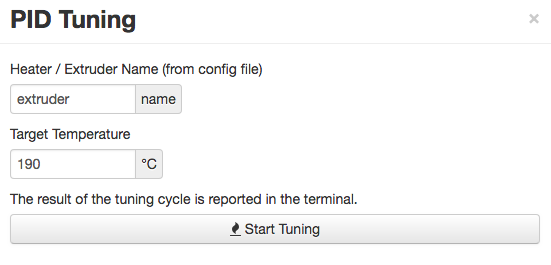 PID Tuning
×
Heater / Extruder Name (from config file)
extruder name
Target Temperature
190 °C
The result of the tuning cycle is reported in the terminal.
Start Tuning